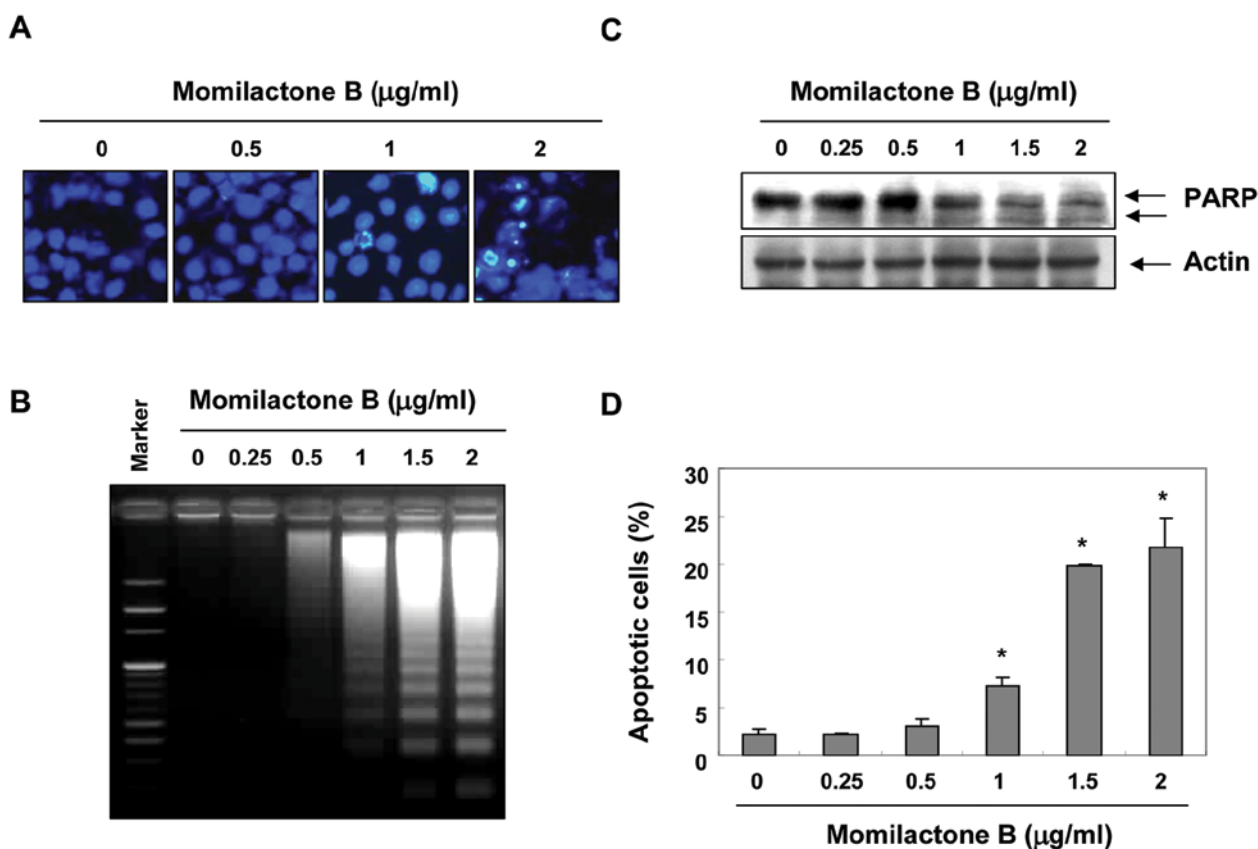 A
Momilactone B (μg/ml)
0 0.5 1 2
B
Marker
Momilactone B (μg/ml)
0 0.25 0.5 1 1.5 2
C
Momilactone B (μg/ml)
0 0.25 0.5 1 1.5 2
PARP
Actin
D
Apoptotic cells (%)
30
25
20
15
10
5
0
* * *
0 0.25 0.5 1 1.5 2
Momilactone B (μg/ml)